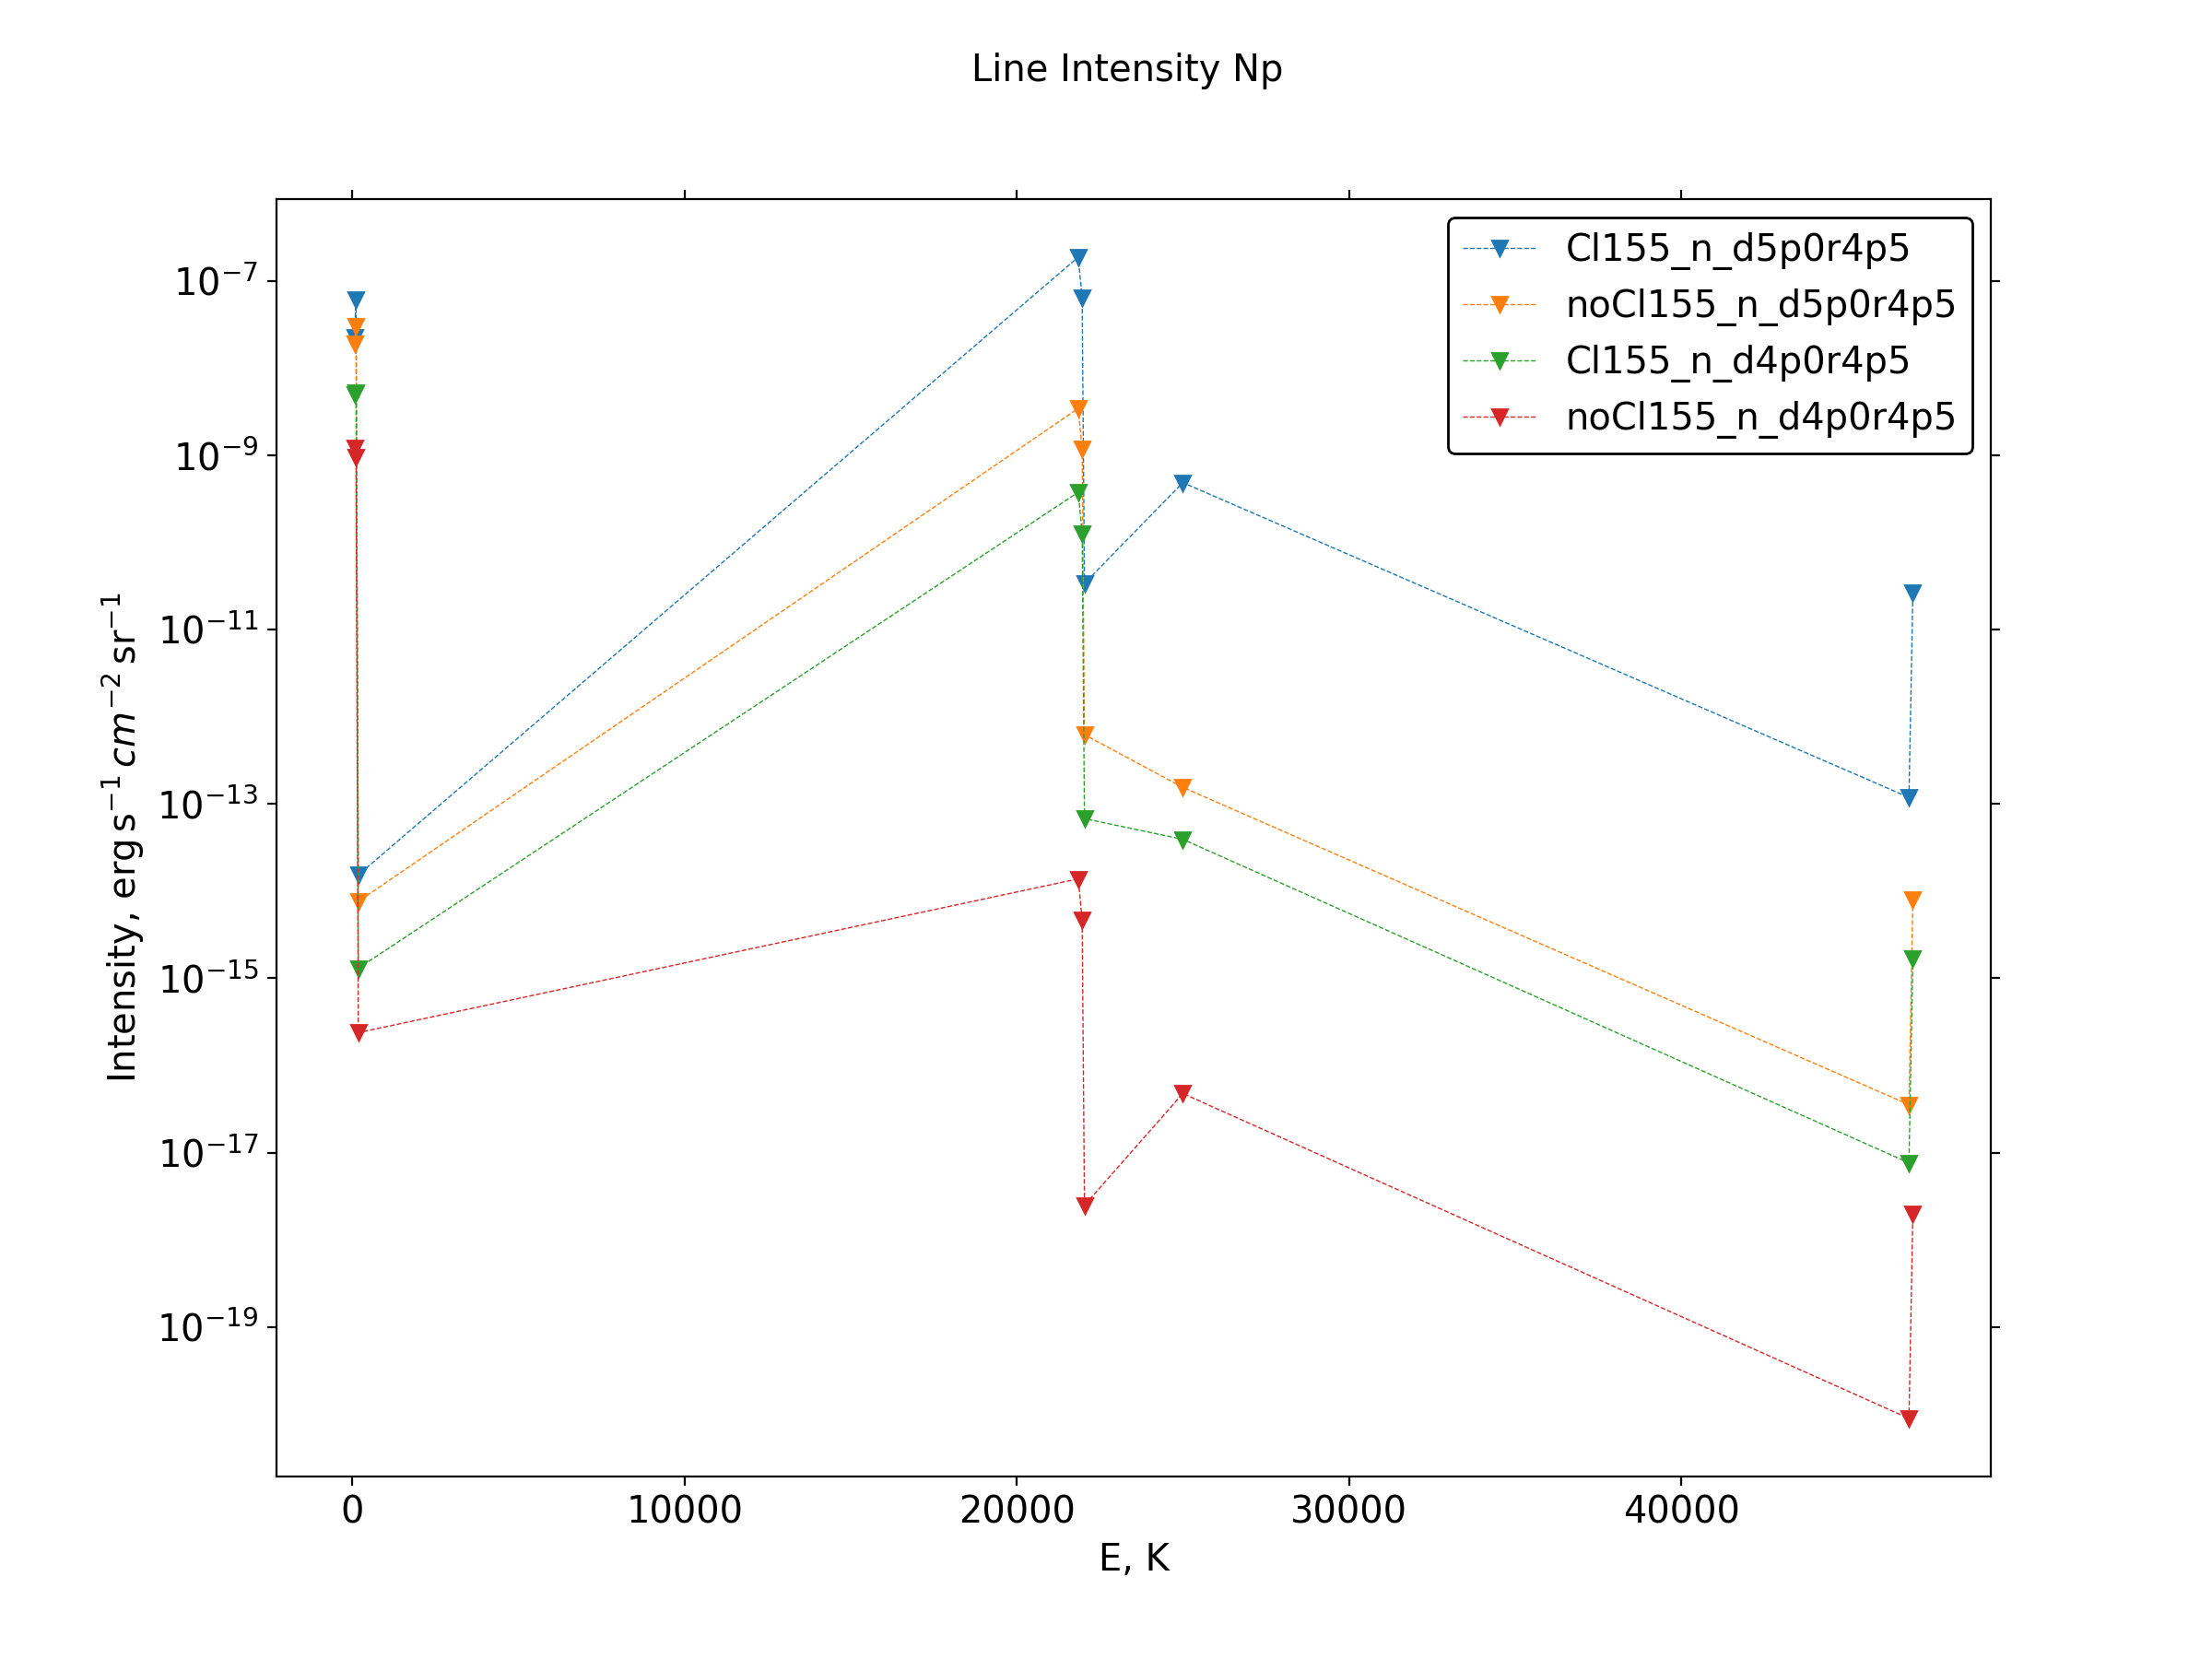 Line Intensity Np
Cl155_n_d5p0r4p5
noCl155_n_d5p0r4p5
Cl155_n_d4p0r4p5
noCl155_n_d4p0r4p5
10⁻⁷
10⁻⁹
10⁻¹¹
10⁻¹³
10⁻¹⁵
10⁻¹⁷
10⁻¹⁹
Intensity, erg s⁻¹ cm⁻² sr⁻¹
0 10000 20000 30000 40000
E, K